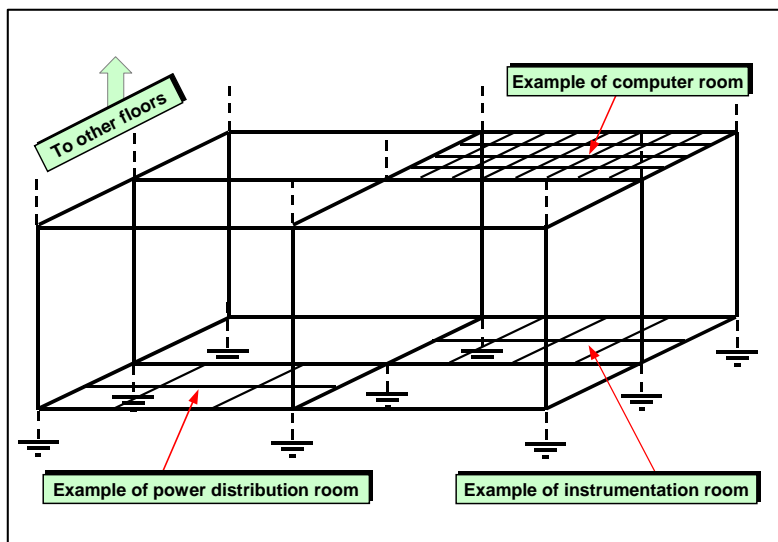 To other floors
Example of computer room
Example of power distribution room
Example of instrumentation room